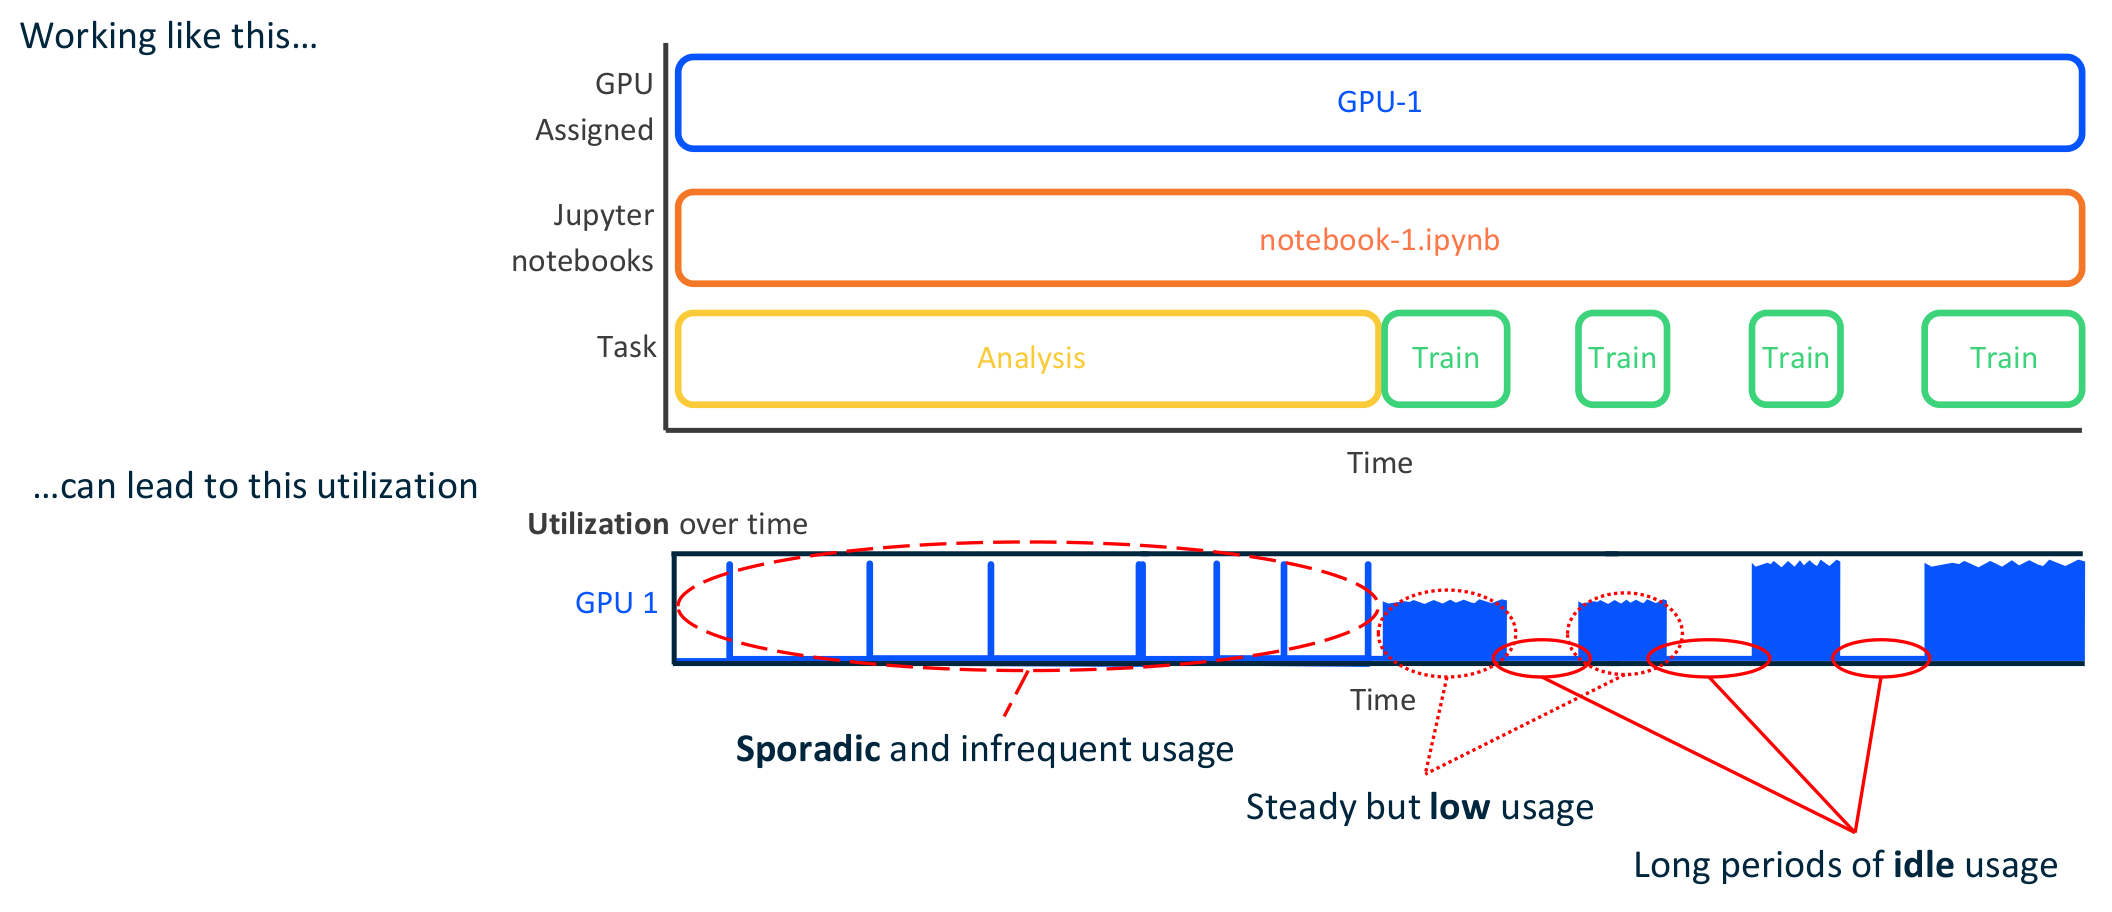 Working like this...
GPU
Assigned
GPU-1
Jupyter
notebooks
notebook-1.ipynb
Task
Analysis
Train
Train
Train
Train
Time
...can lead to this utilization
Utilization over time
GPU 1
Time
Sporadic and infrequent usage
Steady but low usage
Long periods of idle usage